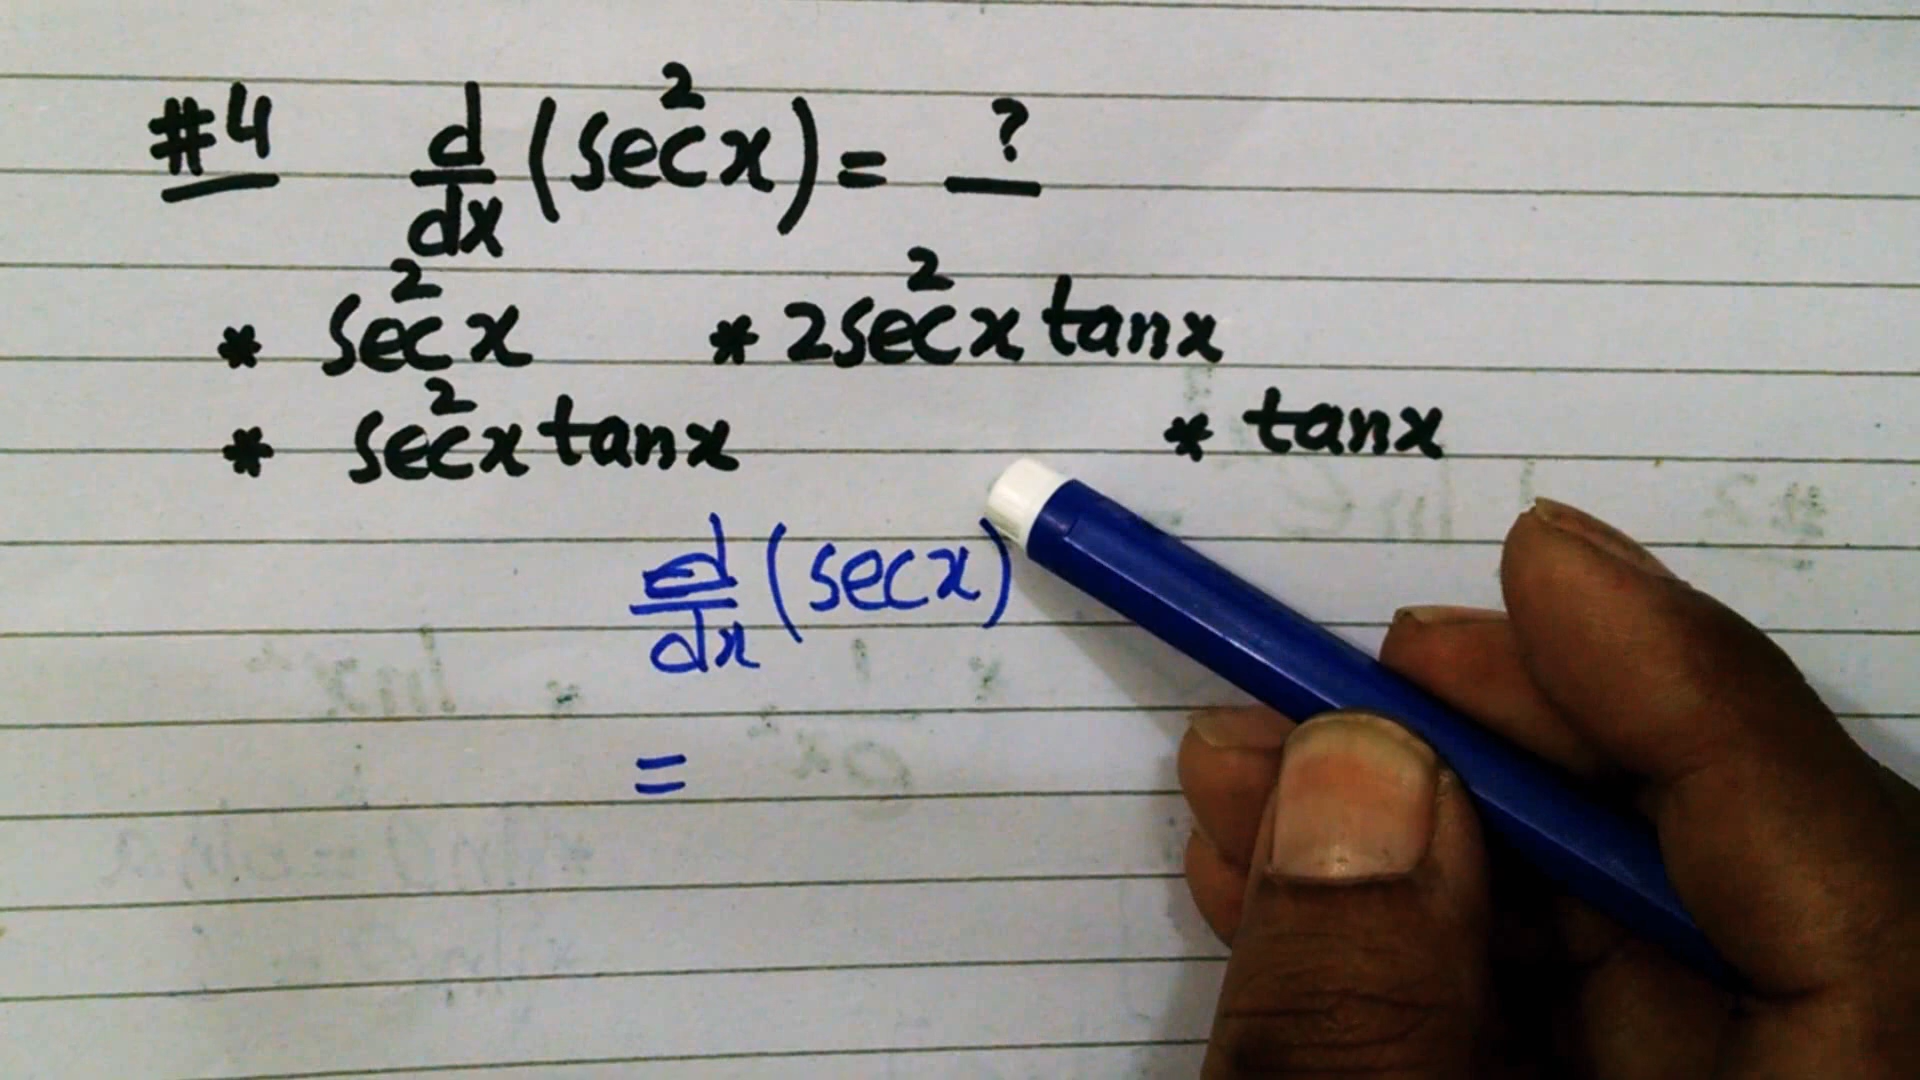 #4 d/dx (sec²x) = ?
* sec²x * 2sec²x tanx
* sec²x tanx * tanx
d/dx (secx)
=